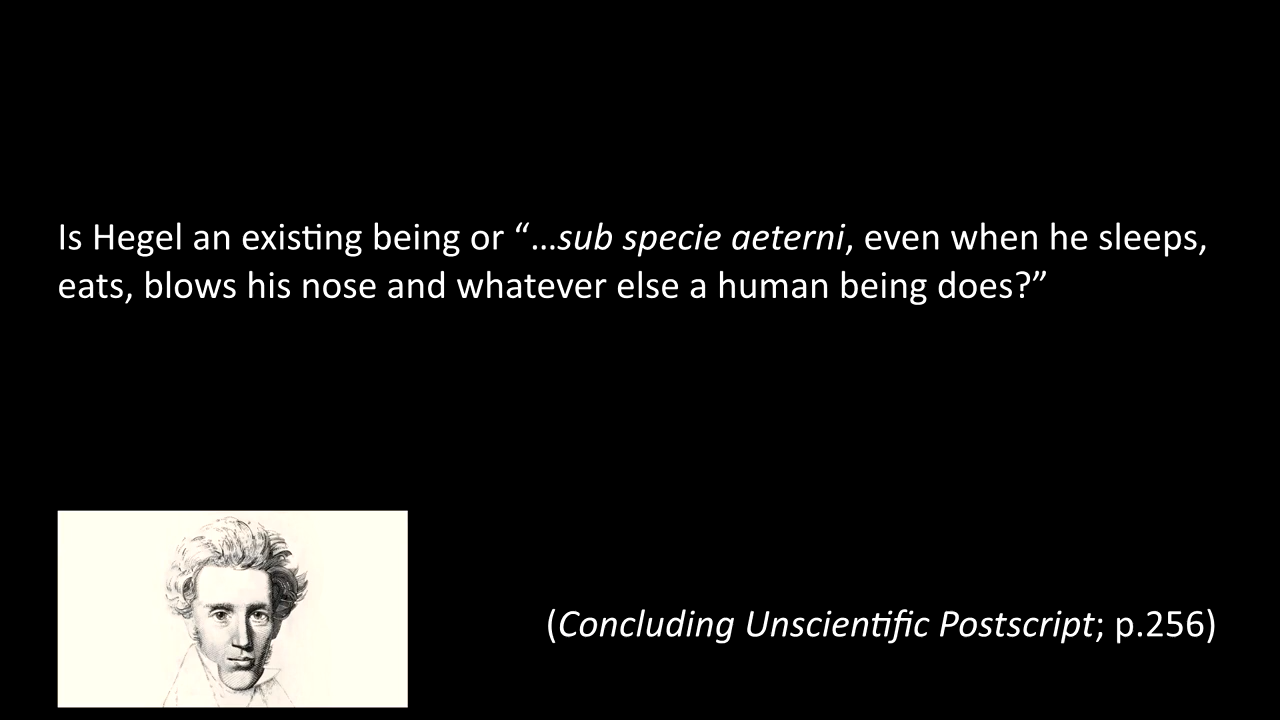 Is Hegel an existing being or “…sub specie aeterni, even when he sleeps,
eats, blows his nose and whatever else a human being does?”
(Concluding Unscientific Postscript; p.256)